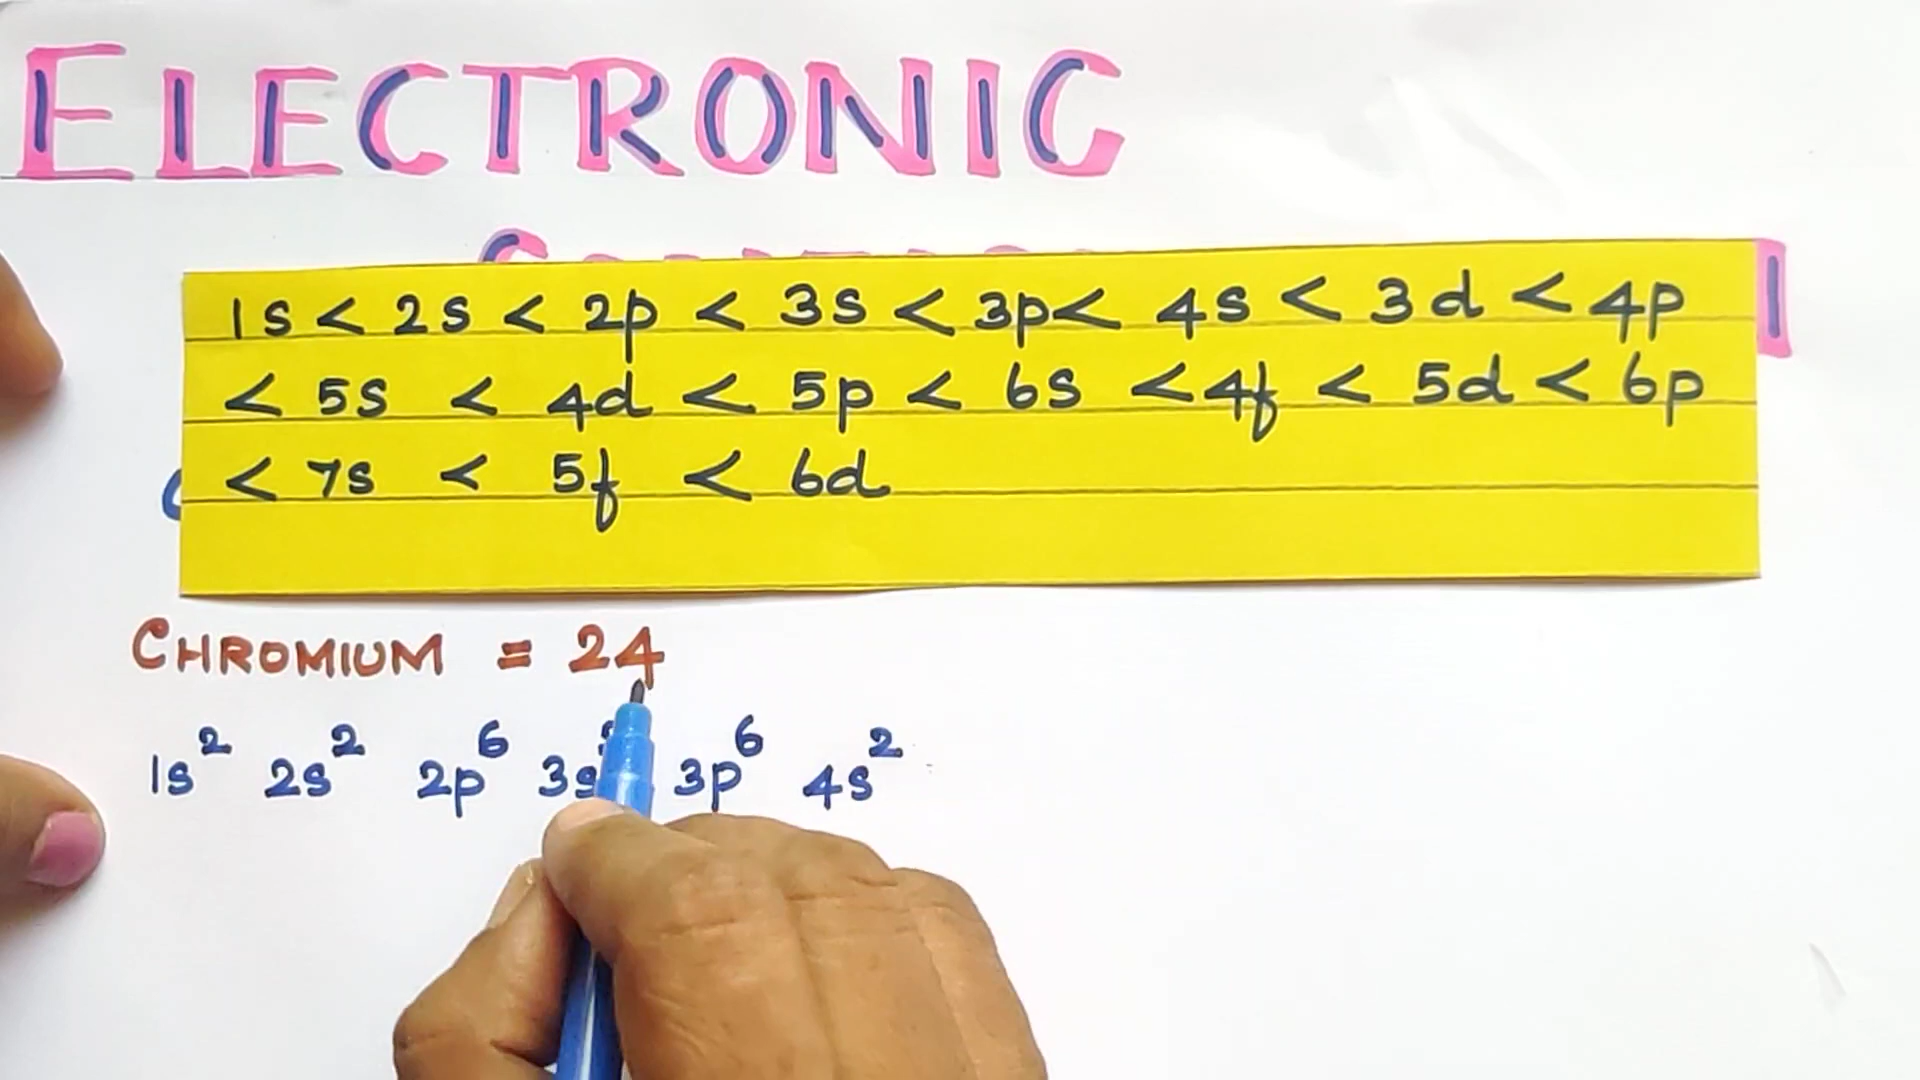 ELECTRONIC
1s < 2s < 2p < 3s < 3p < 4s < 3d < 4p
< 5s < 4d < 5p < 6s < 4f < 5d < 6p
< 7s < 5f < 6d
CHROMIUM = 24
1s² 2s² 2p⁶ 3s 3p⁶ 4s²